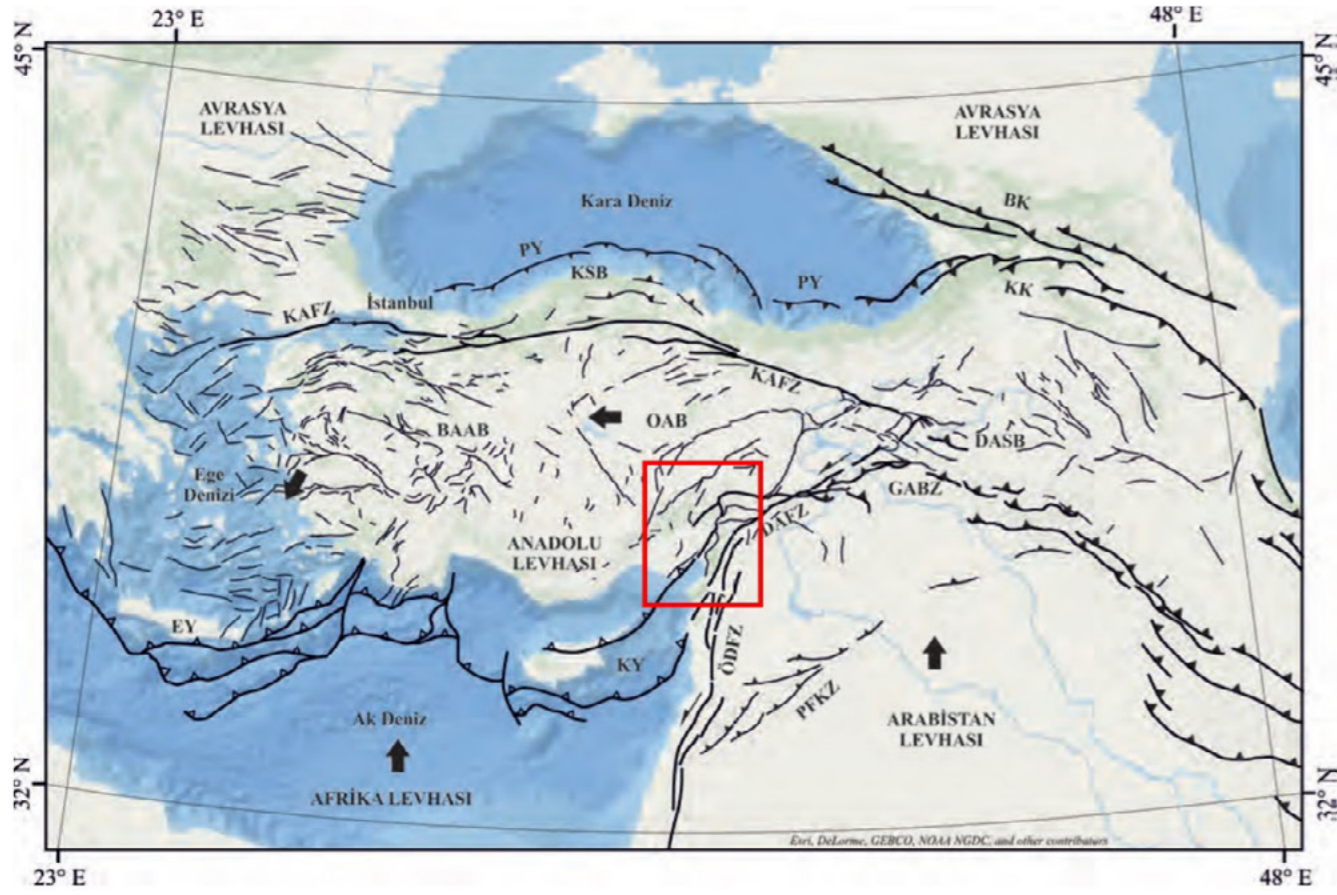 23° E
48° E
45° N
45° N
AVRASYA
LEVHASI
AVRASYA
LEVHASI
Kara Deniz
BK
PY
KSB
PY
KK
KAFZ
İstanbul
KAFZ
BAAB
OAB
DASB
Ege
Denizi
GABZ
DAFZ
ANADOLU
LEVHASI
EY
KY
ÖDFZ
PFKZ
Ak Deniz
ARABİSTAN
LEVHASI
AFRİKA LEVHASI
32° N
32° N
Esri, DeLorme, GEBCO, NOAA NGDC, and other contributors
23° E
48° E